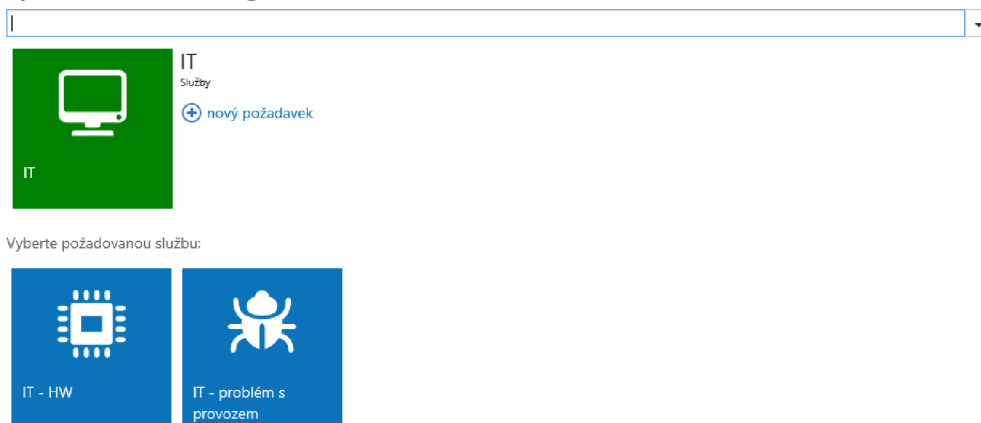 IT
Služby
nový požadavek
IT
Vyberte požadovanou službu:
IT - HW
IT - problém s
provozem